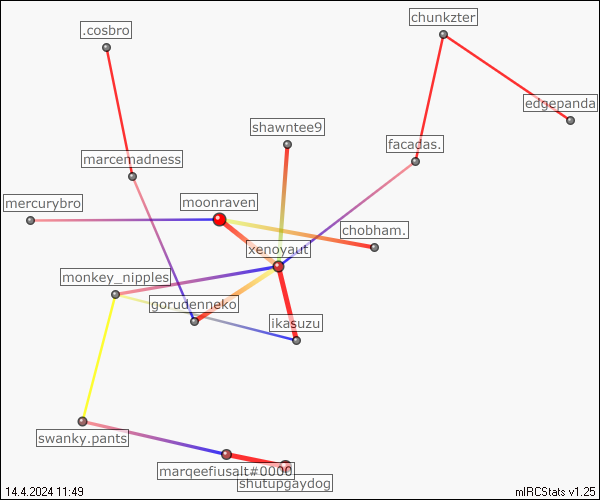 .cosbro
chunkzter
edgepanda
shawntee9
facadas.
marcemadness
mercurybro
moonraven
chobham.
xenoyaut
monkey_nipples
gorudenneko
ikasuzu
swanky.pants
marqeefiusalt#0000
shutupgaydog
14.4.2024 11:49
mIRCStats v1.25